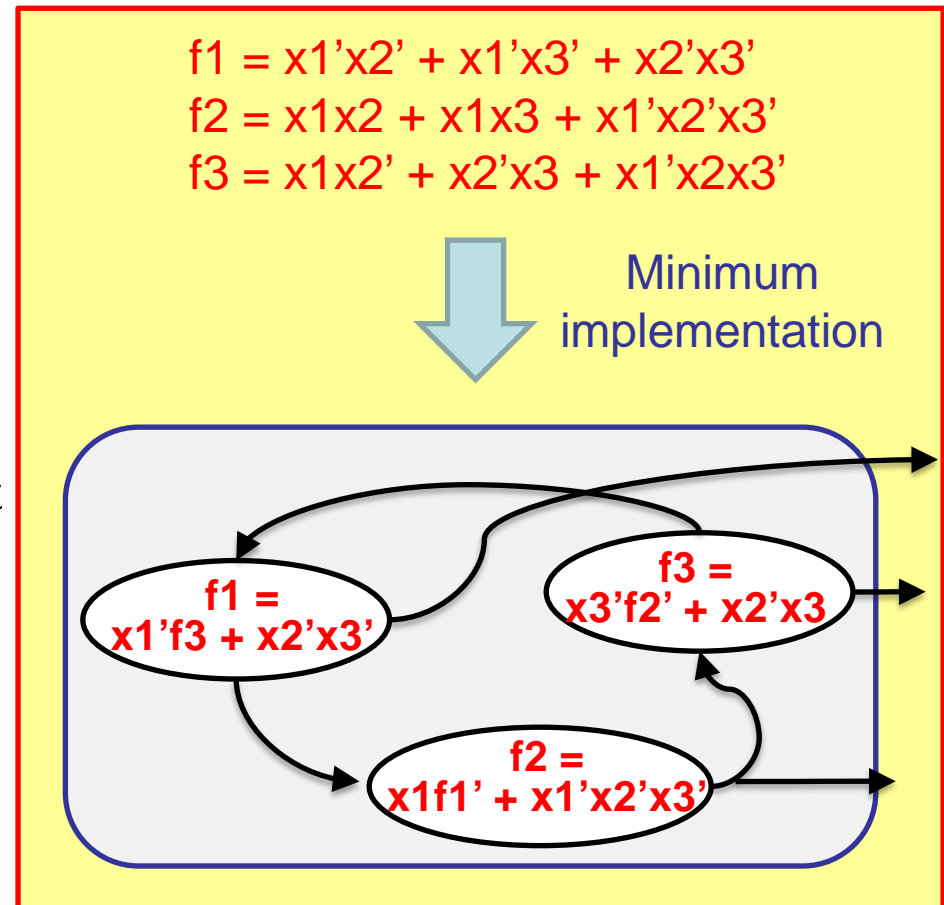 f1 = x1’x2’ + x1’x3’ + x2’x3’
f2 = x1x2 + x1x3 + x1’x2’x3’
f3 = x1x2’ + x2’x3 + x1’x2x3’
Minimum
implementation
f1 =
x1’f3 + x2’x3’
f3 =
x3’f2’ + x2’x3
f2 =
x1f1’ + x1’x2’x3’